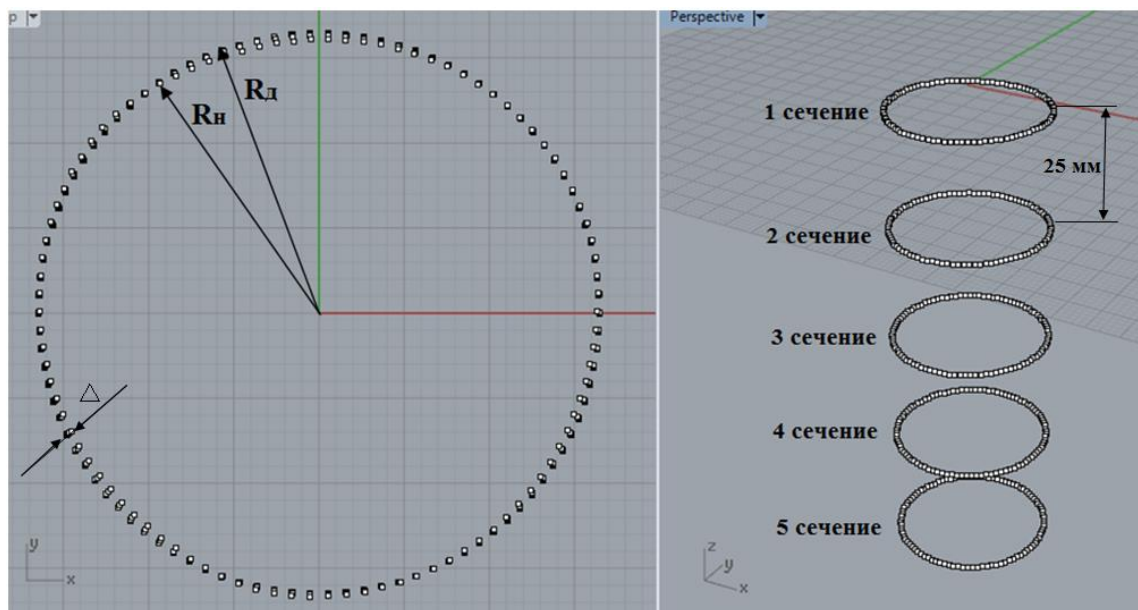 p
Perspective
Rд
Rн
△
y
x
1 сечение
25 мм
2 сечение
3 сечение
4 сечение
5 сечение
z
y
x